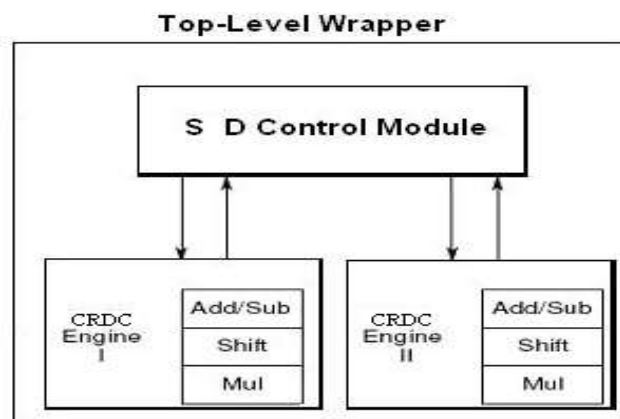 Top-Level Wrapper
S D Control Module
CRDC
Engine
I
Add/Sub
Shift
Mul
CRDC
Engine
II
Add/Sub
Shift
Mul